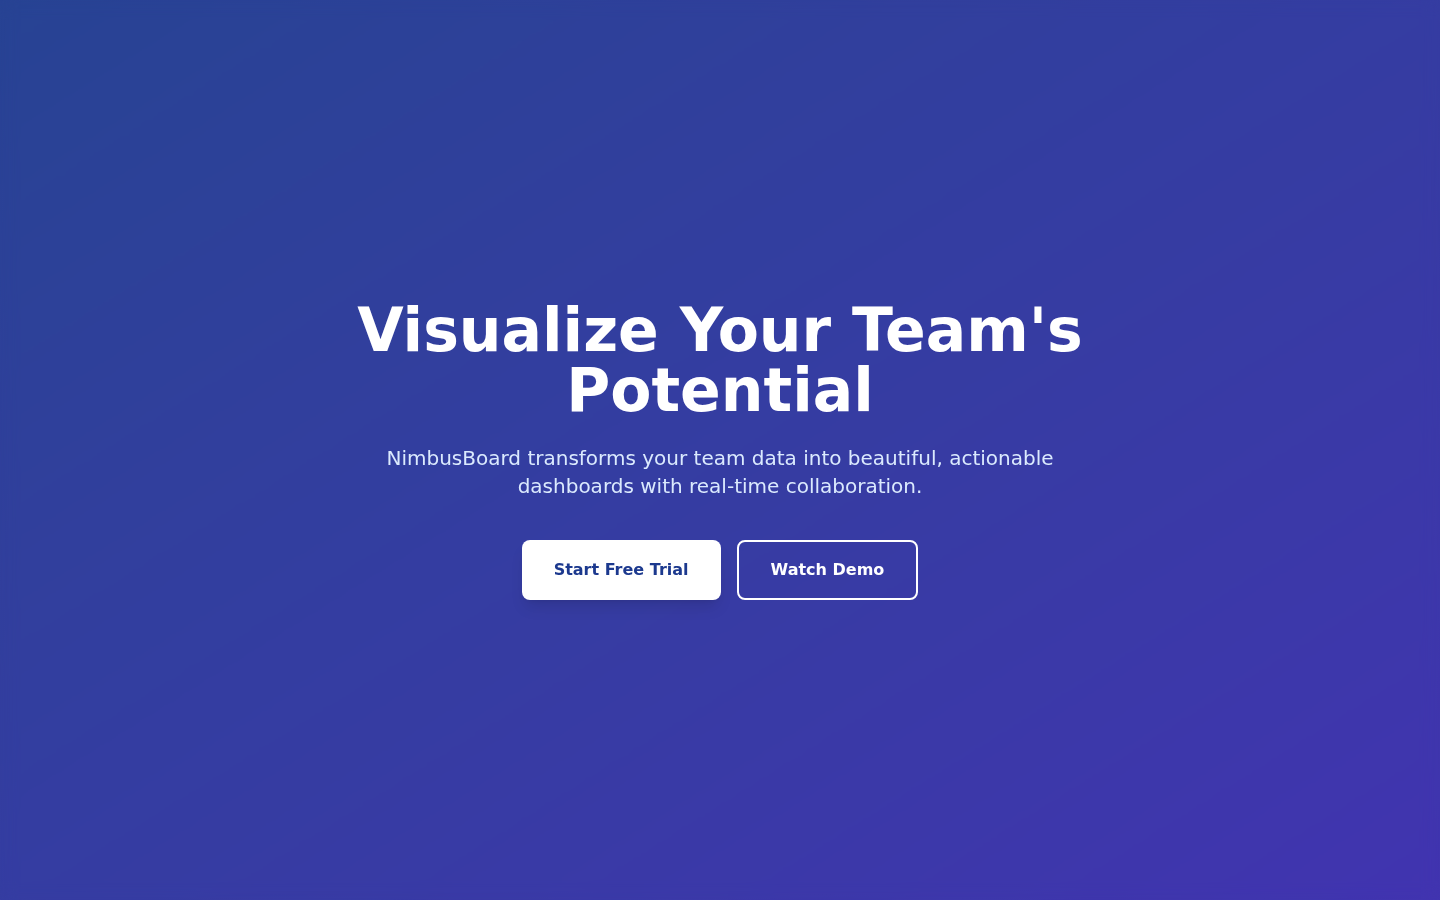 Visualize Your Team's
Potential
NimbusBoard transforms your team data into beautiful, actionable
dashboards with real-time collaboration.
Start Free Trial
Watch Demo